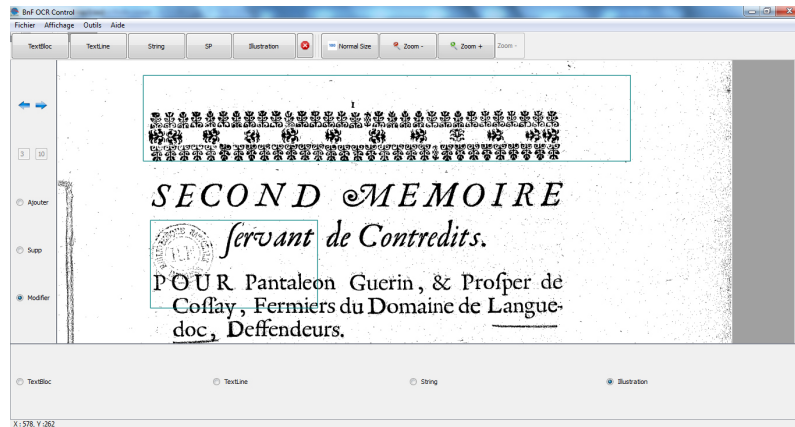 BnF OCR Control
Fichier Affichage Outils Aide
TextBloc TextLine String SP Illustration Normal Size Zoom - Zoom + Zoom -
I
3 10
SECOND MEMOIRE
Ajouter
ſervant de Contredits.
Supp
R.F
POUR Pantaleon Guerin, & Proſper de
Modifier
Coſſay, Fermiers du Domaine de Langue-
doc, Deffendeurs.
TextBloc TextLine String Illustration
X : 578, Y :262